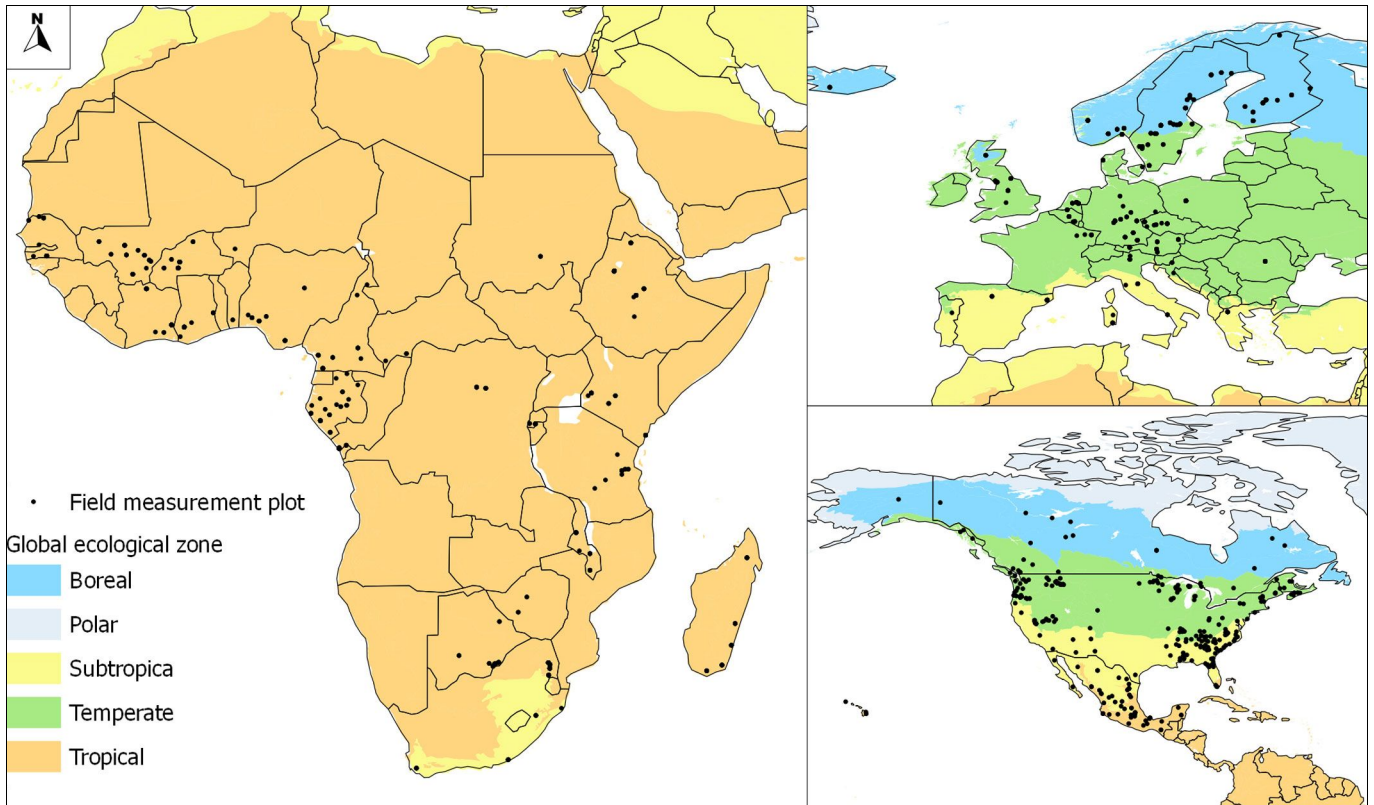 N
Field measurement plot
Global ecological zone
Boreal
Polar
Subtropica
Temperate
Tropical